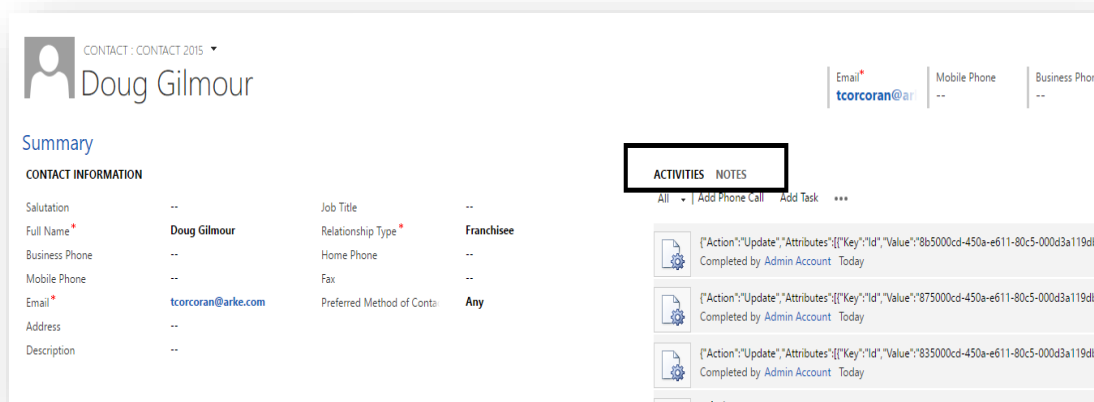 CONTACT : CONTACT 2015
Doug Gilmour
Email*
tcorcoran@ar
Mobile Phone
--
Business Phon
--
Summary
CONTACT INFORMATION
Salutation --
Full Name* Doug Gilmour
Business Phone --
Mobile Phone --
Email* tcorcoran@arke.com
Address --
Description --
Job Title --
Relationship Type* Franchisee
Home Phone --
Fax --
Preferred Method of Contac Any
ACTIVITIES NOTES
All | Add Phone Call Add Task •••
{"Action":"Update","Attributes":[{"Key":"Id","Value":"8b5000cd-450a-e611-80c5-000d3a119db
Completed by Admin Account Today
{"Action":"Update","Attributes":[{"Key":"Id","Value":"875000cd-450a-e611-80c5-000d3a119db
Completed by Admin Account Today
{"Action":"Update","Attributes":[{"Key":"Id","Value":"835000cd-450a-e611-80c5-000d3a119db
Completed by Admin Account Today